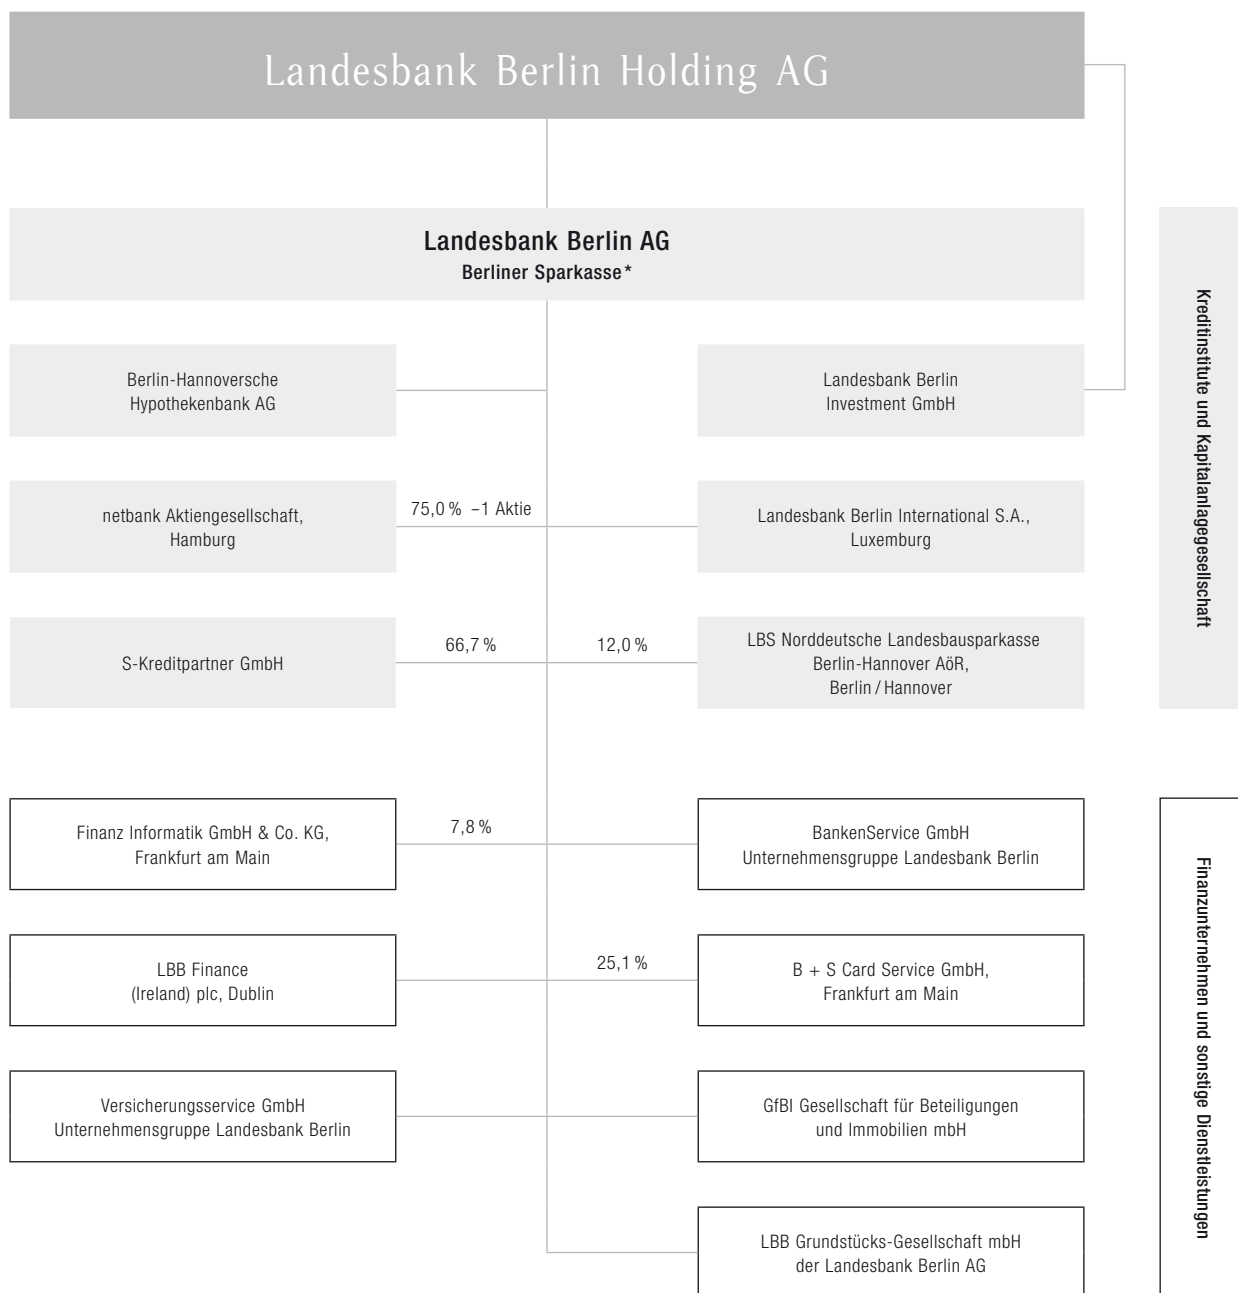 Landesbank Berlin Holding AG
Landesbank Berlin AG
Berliner Sparkasse*
Berlin-Hannoversche
Hypothekenbank AG
Landesbank Berlin
Investment GmbH
netbank Aktiengesellschaft,
Hamburg
75,0 % –1 Aktie
Landesbank Berlin International S.A.,
Luxemburg
S-Kreditpartner GmbH
66,7 %
12,0 %
LBS Norddeutsche Landesbausparkasse
Berlin-Hannover AöR,
Berlin / Hannover
Kreditinstitute und Kapitalanlagegesellschaft
Finanz Informatik GmbH & Co. KG,
Frankfurt am Main
7,8 %
BankenService GmbH
Unternehmensgruppe Landesbank Berlin
LBB Finance
(Ireland) plc, Dublin
25,1 %
B + S Card Service GmbH,
Frankfurt am Main
Versicherungsservice GmbH
Unternehmensgruppe Landesbank Berlin
GfBI Gesellschaft für Beteiligungen
und Immobilien mbH
LBB Grundstücks-Gesellschaft mbH
der Landesbank Berlin AG
Finanzunternehmen und sonstige Dienstleistungen